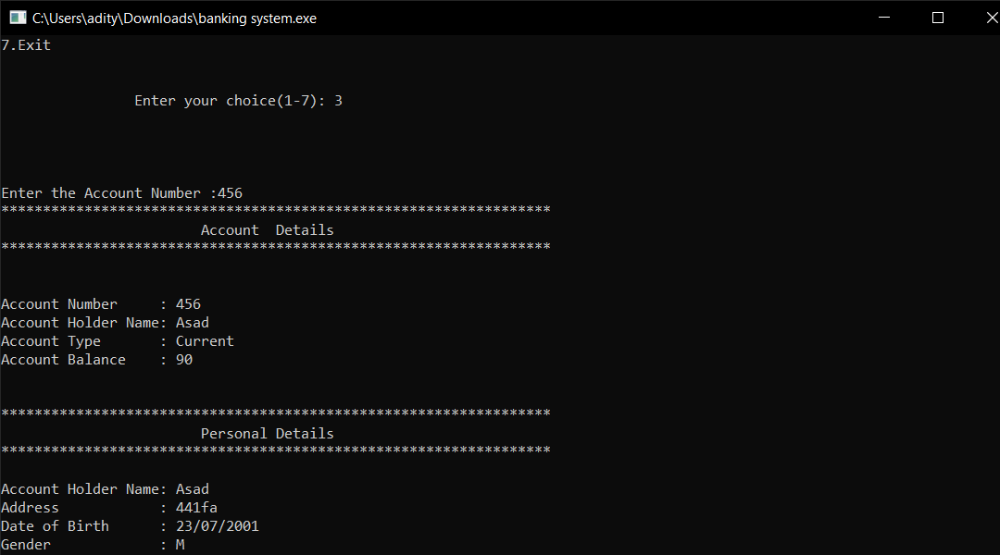 C:\Users\adity\Downloads\banking system.exe
7.Exit
Enter your choice(1-7): 3
Enter the Account Number :456
******************************************************************
Account  Details
******************************************************************
Account Number     : 456
Account Holder Name: Asad
Account Type       : Current
Account Balance    : 90
******************************************************************
Personal Details
******************************************************************
Account Holder Name: Asad
Address            : 441fa
Date of Birth      : 23/07/2001
Gender             : M